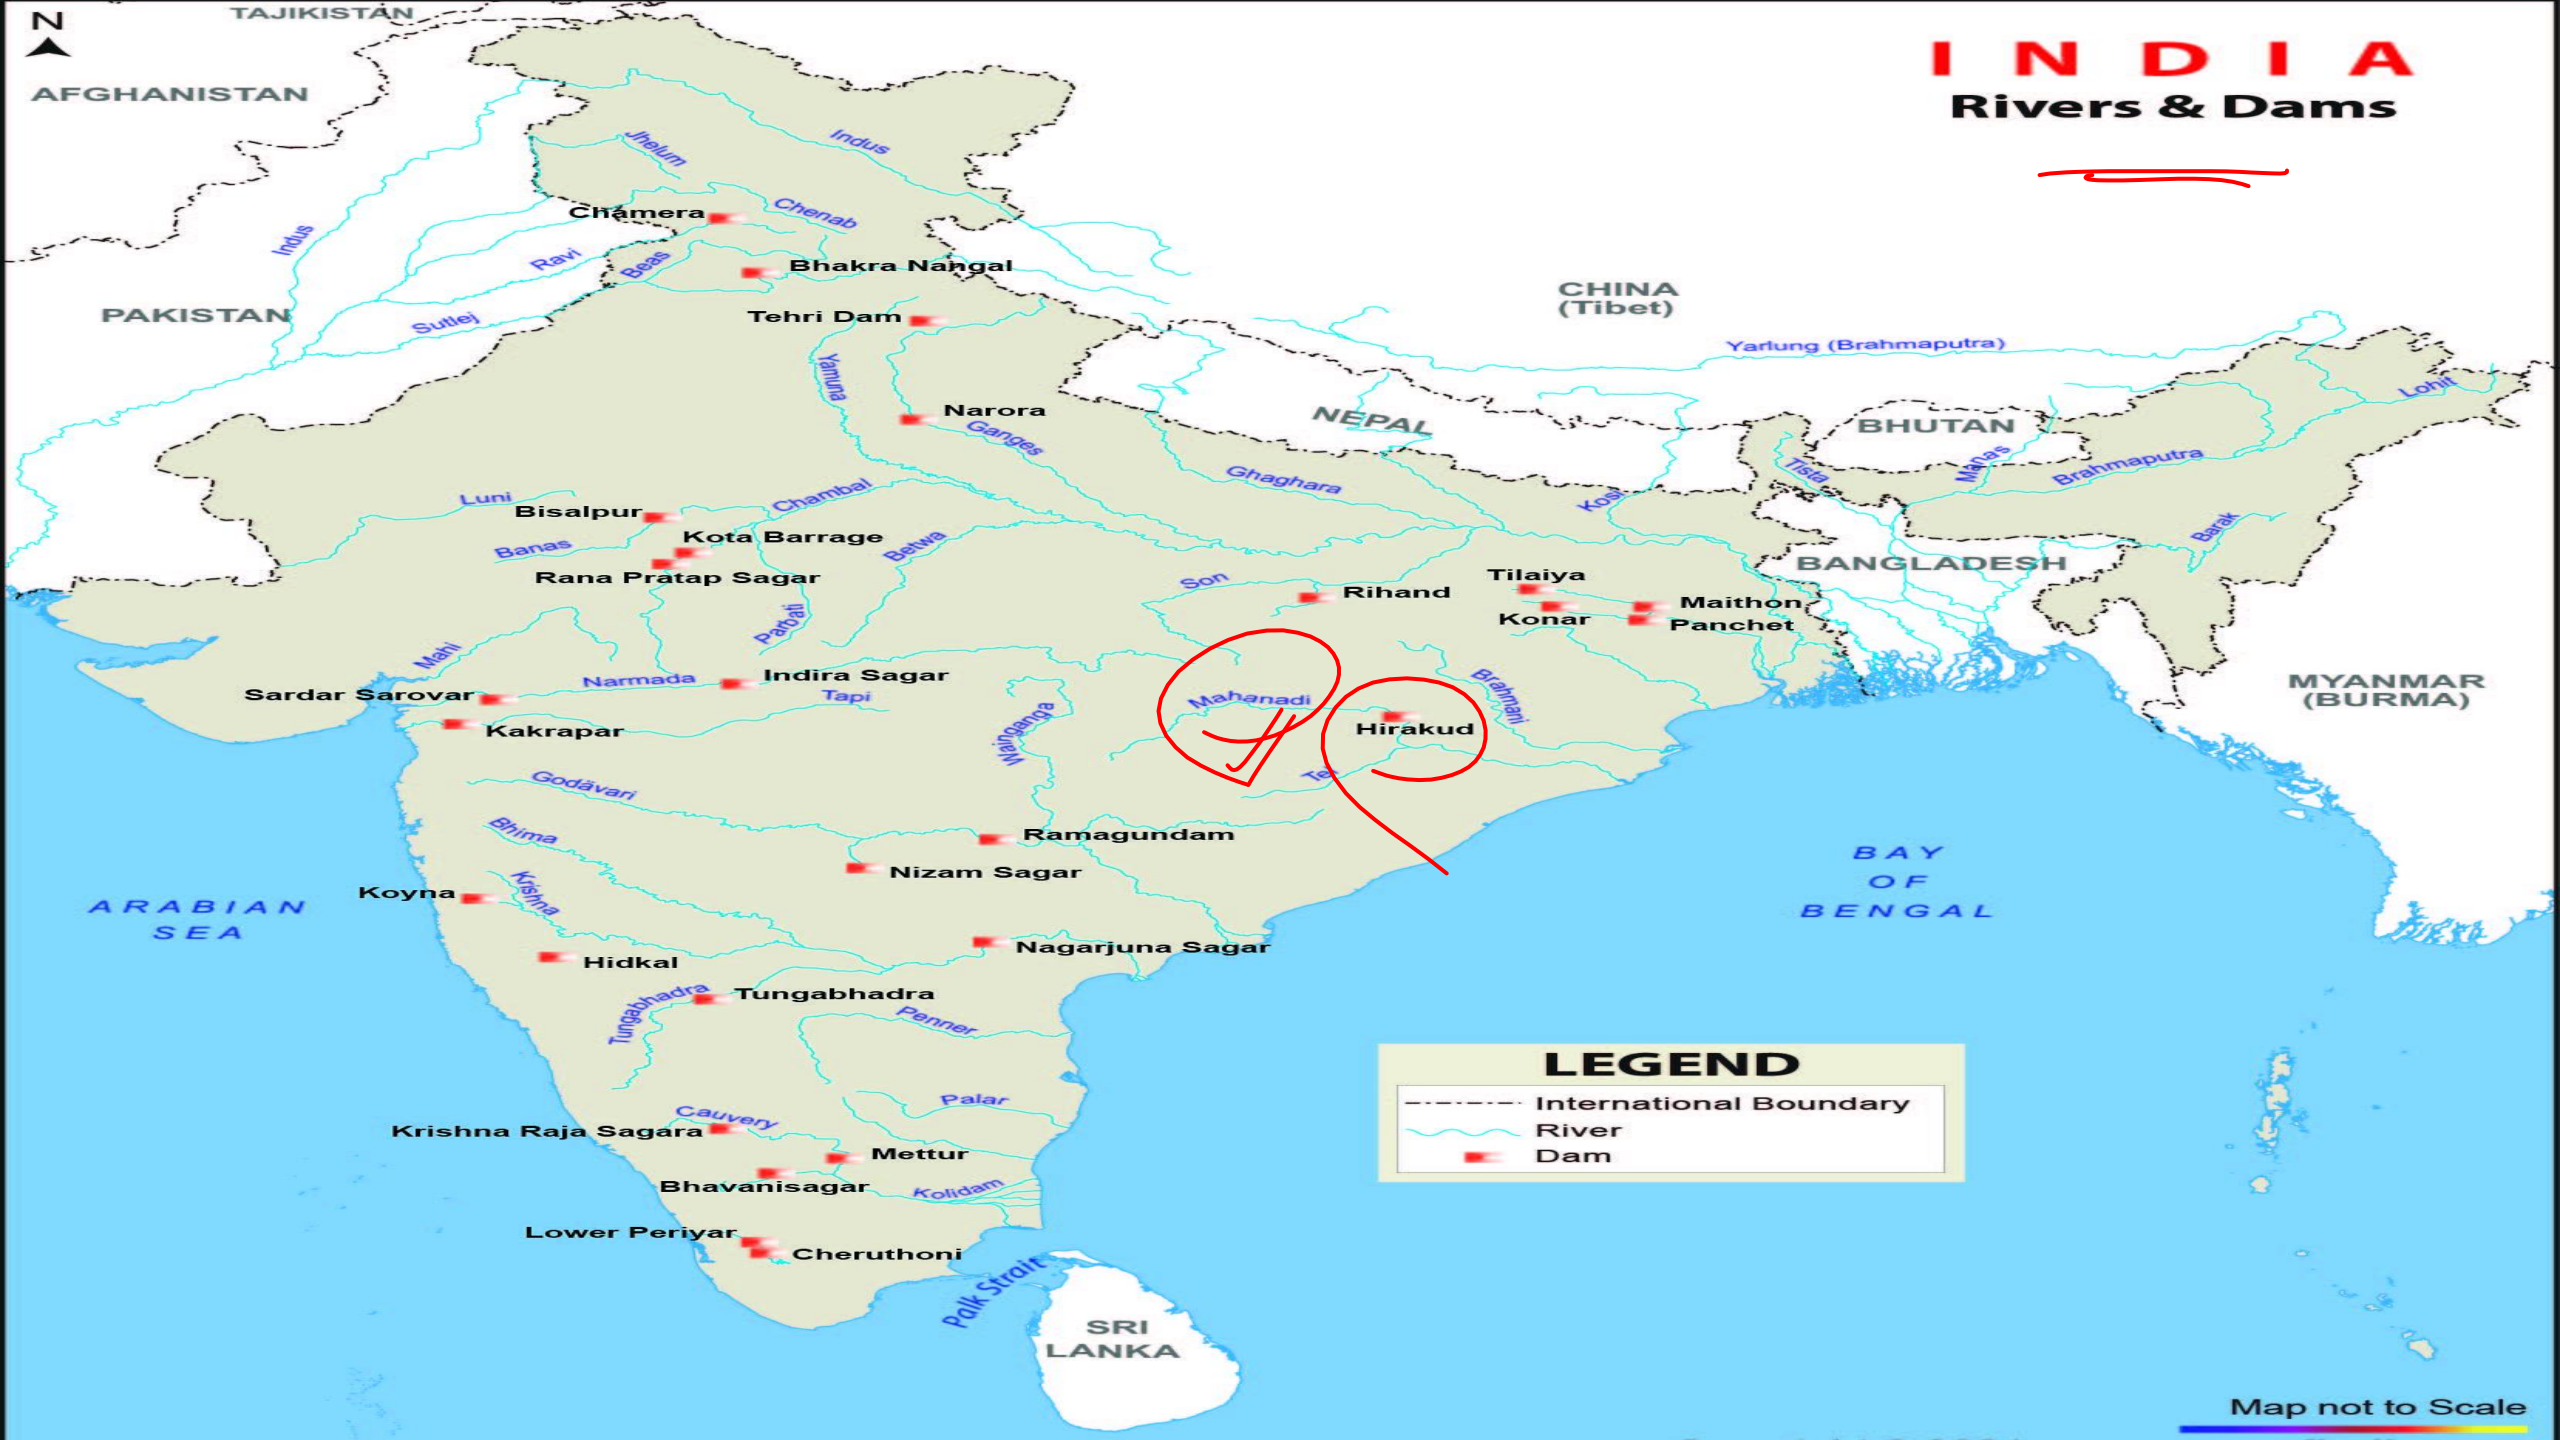 N
TAJIKISTAN
AFGHANISTAN
INDIA
Rivers & Dams
Jhelum
Indus
Chamera
Chenab
Indus
Ravi
Beas
Bhakra Nangal
PAKISTAN
Sutlej
Tehri Dam
CHINA
(Tibet)
Yarlung (Brahmaputra)
Yamuna
Narora
Ganges
NEPAL
BHUTAN
Lohit
Ghaghara
Kosi
Tista
Manas
Brahmaputra
Luni
Bisalpur
Chambal
Banas
Kota Barrage
Rana Pratap Sagar
Betwa
Barak
BANGLADESH
Son
Rihand
Tilaiya
Maithon
Konar
Panchet
Parbati
Mahi
Narmada
Indira Sagar
Sardar Sarovar
Tapi
Kakrapar
Wainganga
Mahanadi
Brahmani
Hirakud
Tel
MYANMAR
(BURMA)
Godävari
Bhima
Ramagundam
Nizam Sagar
Koyna
Krishna
ARABIAN
SEA
BAY
OF
BENGAL
Hidkal
Nagarjuna Sagar
Tungabhadra
Tungabhadra
Penner
LEGEND
International Boundary
River
Dam
Palar
Cauvery
Krishna Raja Sagara
Mettur
Bhavanisagar
Kolidam
Lower Periyar
Cheruthoni
Palk Strait
SRI
LANKA
Map not to Scale